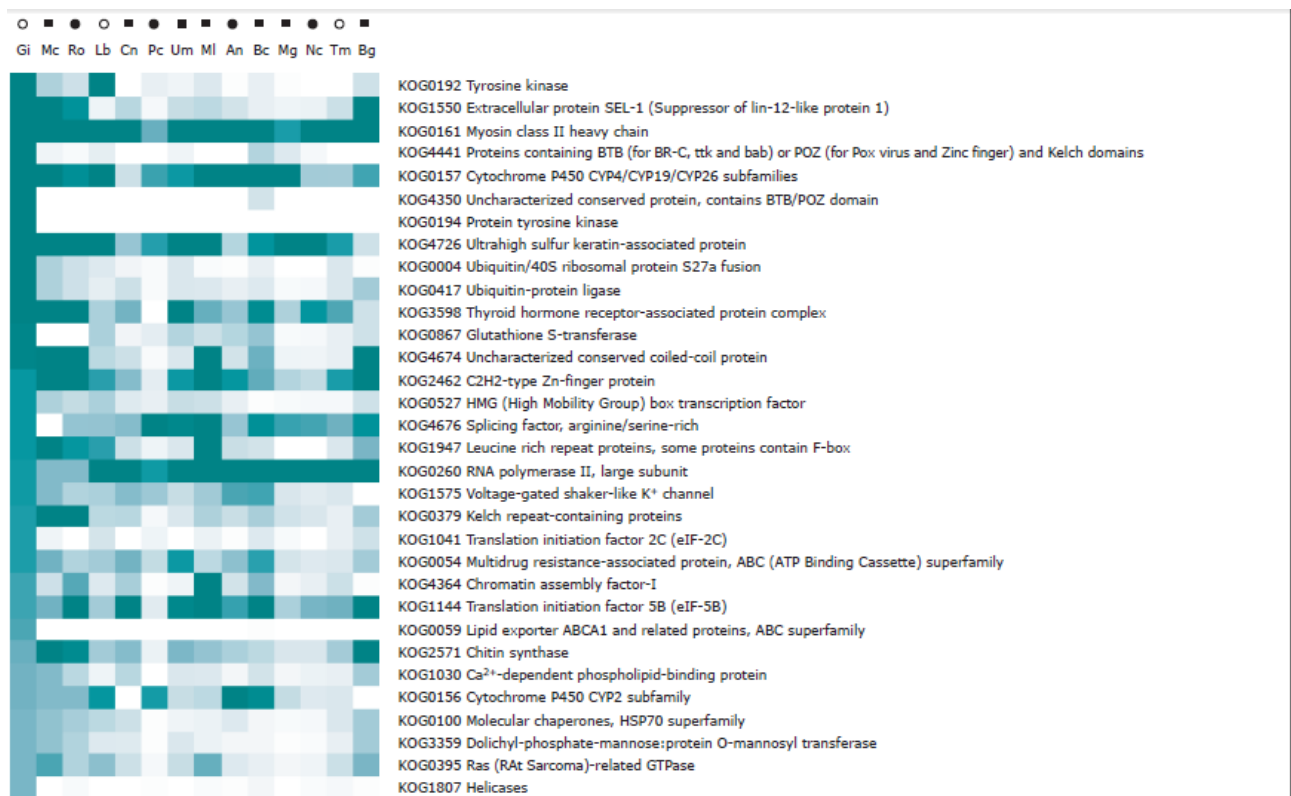 Gi Mc Ro Lb Cn Pc Um Ml An Bc Mg Nc Tm Bg
KOG0192 Tyrosine kinase
KOG1550 Extracellular protein SEL-1 (Suppressor of lin-12-like protein 1)
KOG0161 Myosin class II heavy chain
KOG4441 Proteins containing BTB (for BR-C, ttk and bab) or POZ (for Pox virus and Zinc finger) and Kelch domains
KOG0157 Cytochrome P450 CYP4/CYP19/CYP26 subfamilies
KOG4350 Uncharacterized conserved protein, contains BTB/POZ domain
KOG0194 Protein tyrosine kinase
KOG4726 Ultrahigh sulfur keratin-associated protein
KOG0004 Ubiquitin/40S ribosomal protein S27a fusion
KOG0417 Ubiquitin-protein ligase
KOG3598 Thyroid hormone receptor-associated protein complex
KOG0867 Glutathione S-transferase
KOG4674 Uncharacterized conserved coiled-coil protein
KOG2462 C2H2-type Zn-finger protein
KOG0527 HMG (High Mobility Group) box transcription factor
KOG4676 Splicing factor, arginine/serine-rich
KOG1947 Leucine rich repeat proteins, some proteins contain F-box
KOG0260 RNA polymerase II, large subunit
KOG1575 Voltage-gated shaker-like K⁺ channel
KOG0379 Kelch repeat-containing proteins
KOG1041 Translation initiation factor 2C (eIF-2C)
KOG0054 Multidrug resistance-associated protein, ABC (ATP Binding Cassette) superfamily
KOG4364 Chromatin assembly factor-I
KOG1144 Translation initiation factor 5B (eIF-5B)
KOG0059 Lipid exporter ABCA1 and related proteins, ABC superfamily
KOG2571 Chitin synthase
KOG1030 Ca²⁺-dependent phospholipid-binding protein
KOG0156 Cytochrome P450 CYP2 subfamily
KOG0100 Molecular chaperones, HSP70 superfamily
KOG3359 Dolichyl-phosphate-mannose:protein O-mannosyl transferase
KOG0395 Ras (RAt Sarcoma)-related GTPase
KOG1807 Helicases